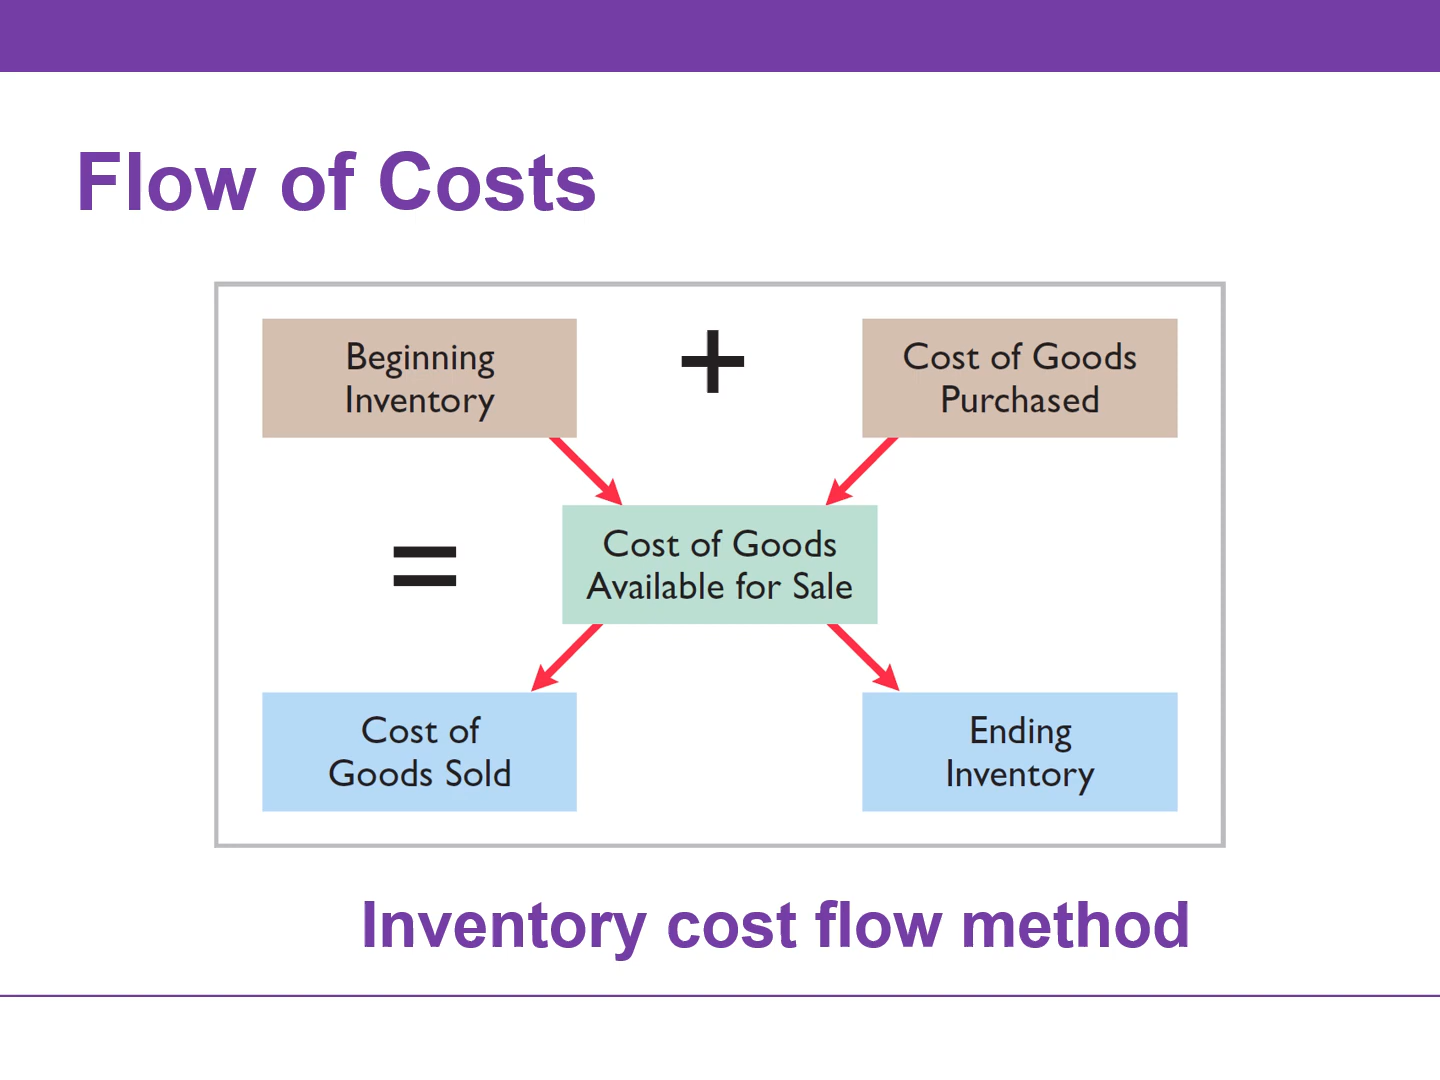 Flow of Costs
Beginning
Inventory
+
Cost of Goods
Purchased
=
Cost of Goods
Available for Sale
Cost of
Goods Sold
Ending
Inventory
Inventory cost flow method